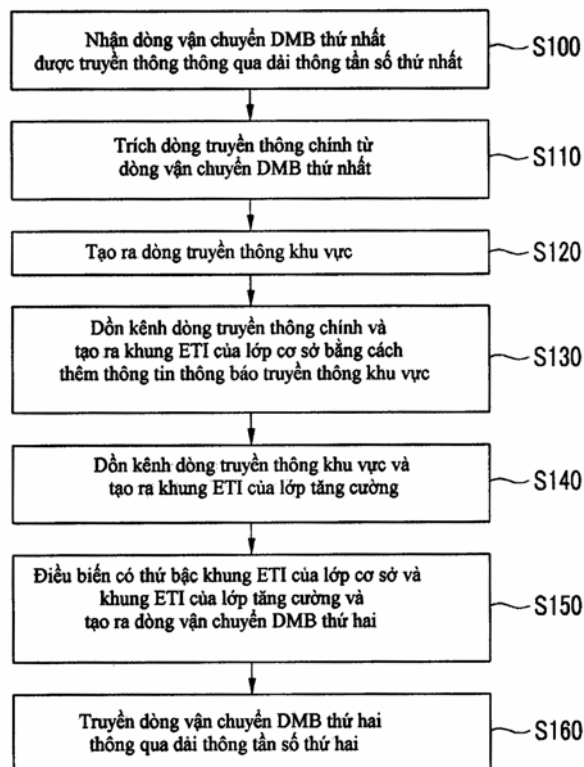 Nhận dòng vận chuyển DMB thứ nhất
được truyền thông thông qua dải thông tần số thứ nhất
S100
Trích dòng truyền thông chính từ
dòng vận chuyển DMB thứ nhất
S110
Tạo ra dòng truyền thông khu vực
S120
Dồn kênh dòng truyền thông chính và
tạo ra khung ETI của lớp cơ sở bằng cách
thêm thông tin thông báo truyền thông khu vực
S130
Dồn kênh dòng truyền thông khu vực và
tạo ra khung ETI của lớp tăng cường
S140
Điều biến có thứ bậc khung ETI của lớp cơ sở và
khung ETI của lớp tăng cường và
tạo ra dòng vận chuyển DMB thứ hai
S150
Truyền dòng vận chuyển DMB thứ hai
thông qua dải thông tần số thứ hai
S160